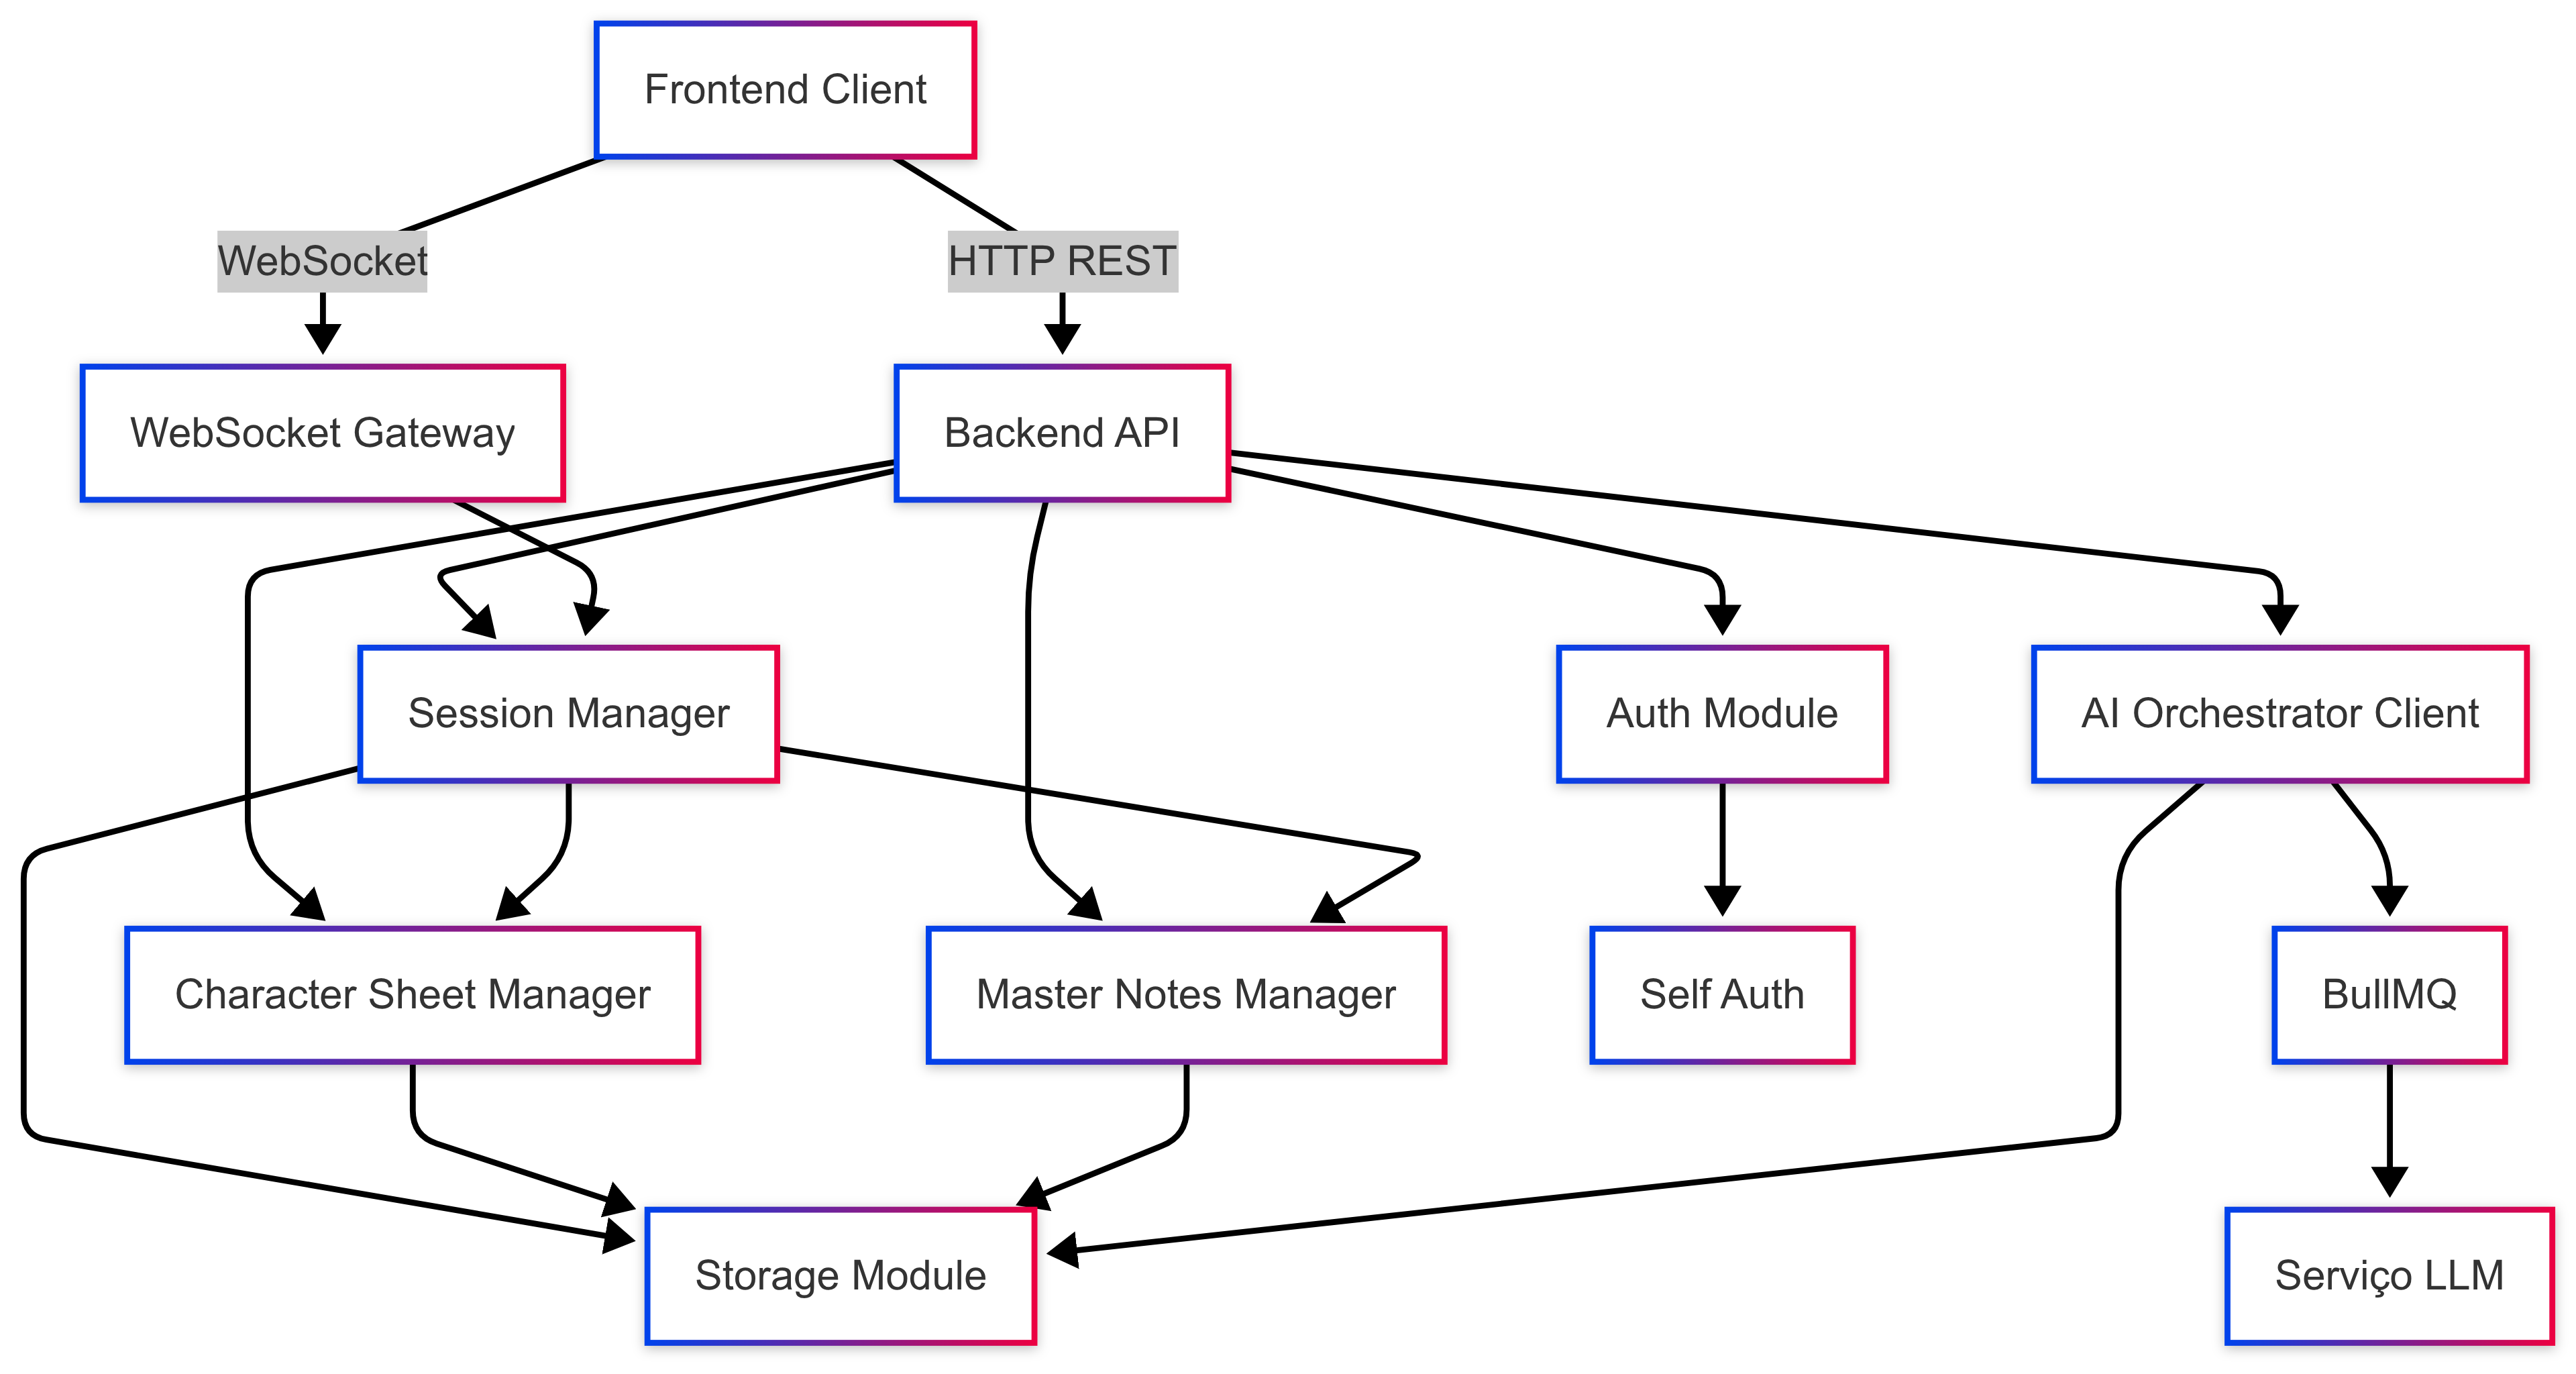 Frontend Client
WebSocket
HTTP REST
WebSocket Gateway
Backend API
Session Manager
Auth Module
AI Orchestrator Client
Character Sheet Manager
Master Notes Manager
Self Auth
BullMQ
Storage Module
Serviço LLM